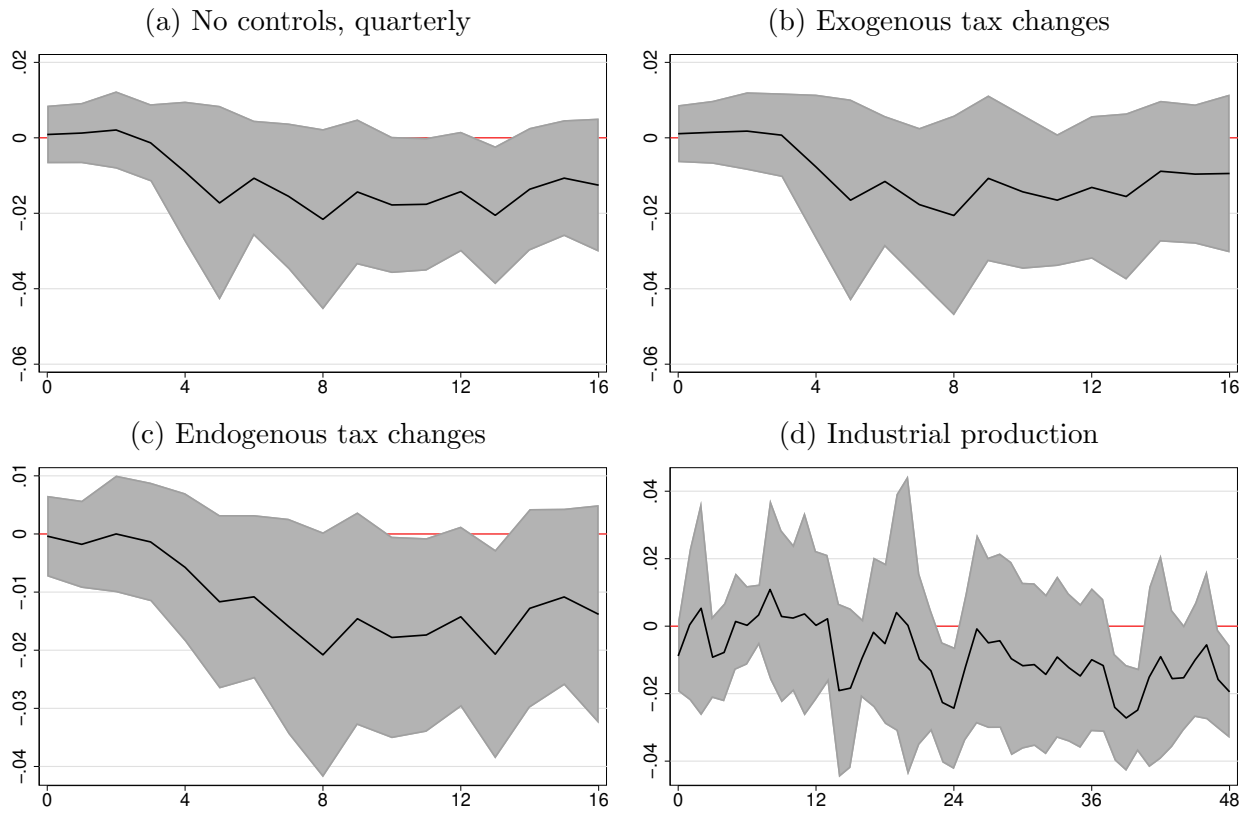 (a) No controls, quarterly
(b) Exogenous tax changes
.02
0
-.02
-.04
-.06
0 4 8 12 16
.02
0
-.02
-.04
-.06
0 4 8 12 16
(c) Endogenous tax changes
(d) Industrial production
.01
0
-.01
-.02
-.03
-.04
0 4 8 12 16
.04
.02
0
-.02
-.04
0 12 24 36 48